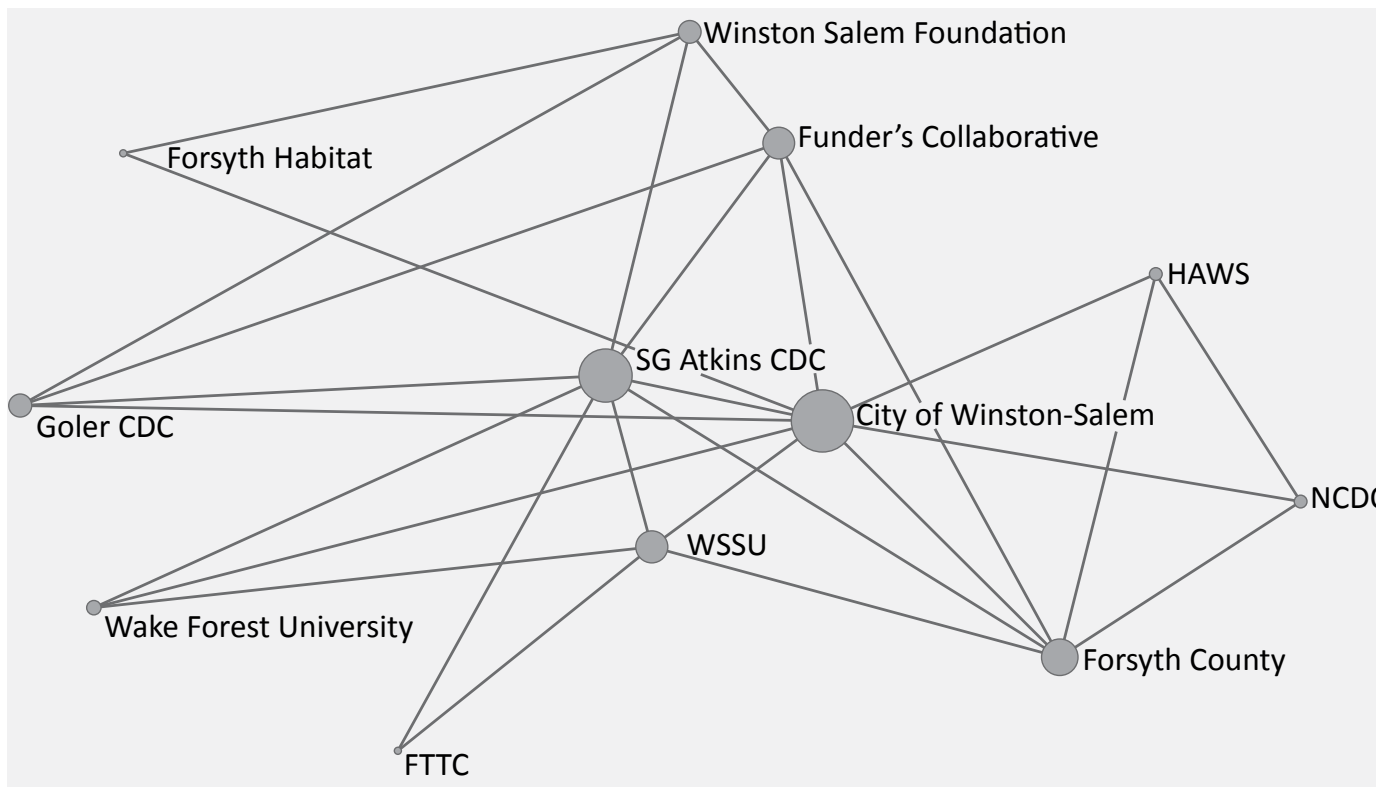 Winston Salem Foundation
Funder’s Collaborative
Forsyth Habitat
HAWS
SG Atkins CDC
City of Winston-Salem
Goler CDC
WSSU
Wake Forest University
Forsyth County
FTTC